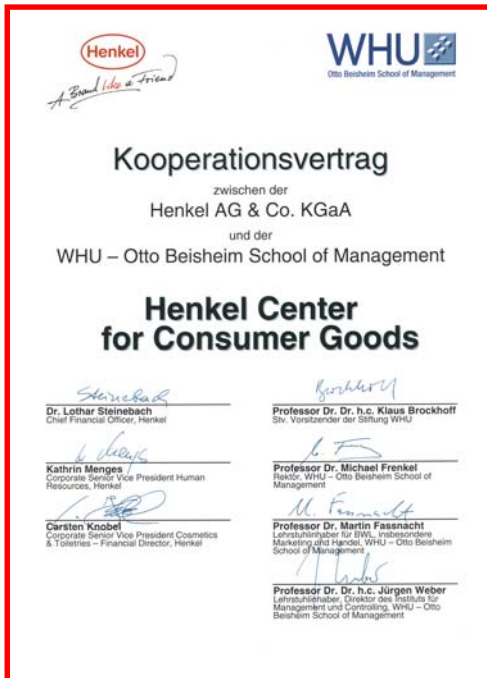 Henkel
A Brand like a Friend
WHU
Otto Beisheim School of Management
Kooperationsvertrag
zwischen der
Henkel AG & Co. KGaA
und der
WHU – Otto Beisheim School of Management
Henkel Center
for Consumer Goods
Steinebach
Dr. Lothar Steinebach
Chief Financial Officer, Henkel
K. Menges
Kathrin Menges
Corporate Senior Vice President Human
Resources, Henkel
Carsten Knobel
Corporate Senior Vice President Cosmetics
& Toiletries – Financial Director, Henkel
Brockhoff
Professor Dr. Dr. h.c. Klaus Brockhoff
Stv. Vorsitzender der Stiftung WHU
Professor Dr. Michael Frenkel
Rektor, WHU – Otto Beisheim School of
Management
M. Fassnacht
Professor Dr. Martin Fassnacht
Lehrstuhlinhaber für BWL, insbesondere
Marketing und Handel, WHU – Otto Beisheim
School of Management
Weber
Professor Dr. Dr. h.c. Jürgen Weber
Lehrstuhlinhaber, Direktor des Instituts für
Management und Controlling, WHU – Otto
Beisheim School of Management